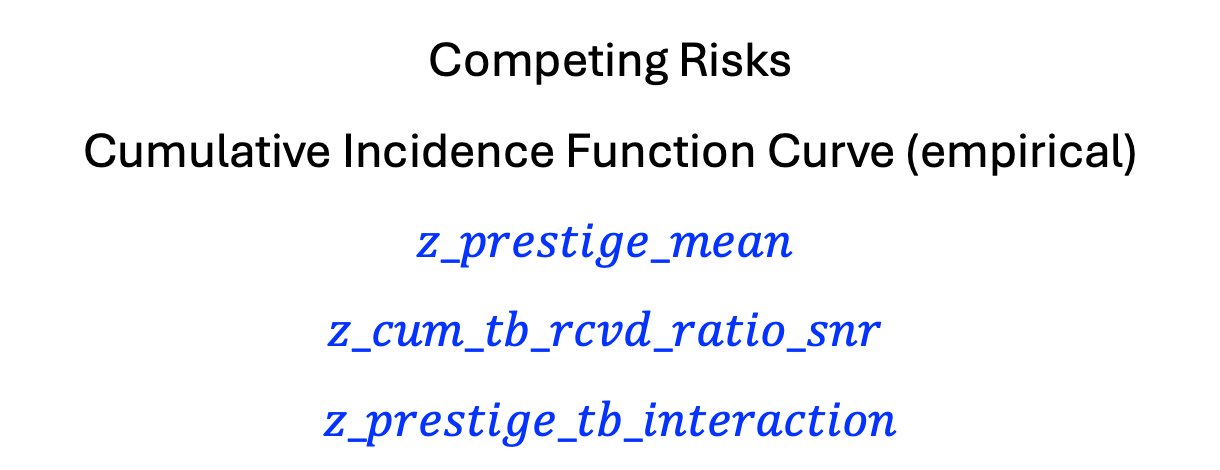 Competing Risks
Cumulative Incidence Function Curve (empirical)
z_prestige_mean
z_cum_tb_rcvd_ratio_snr
z_prestige_tb_interaction